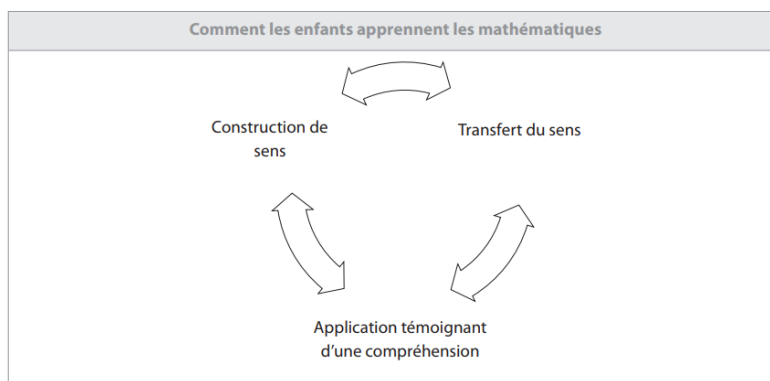 Comment les enfants apprennent les mathématiques
Construction de
sens
Transfert du sens
Application témoignant
d'une compréhension